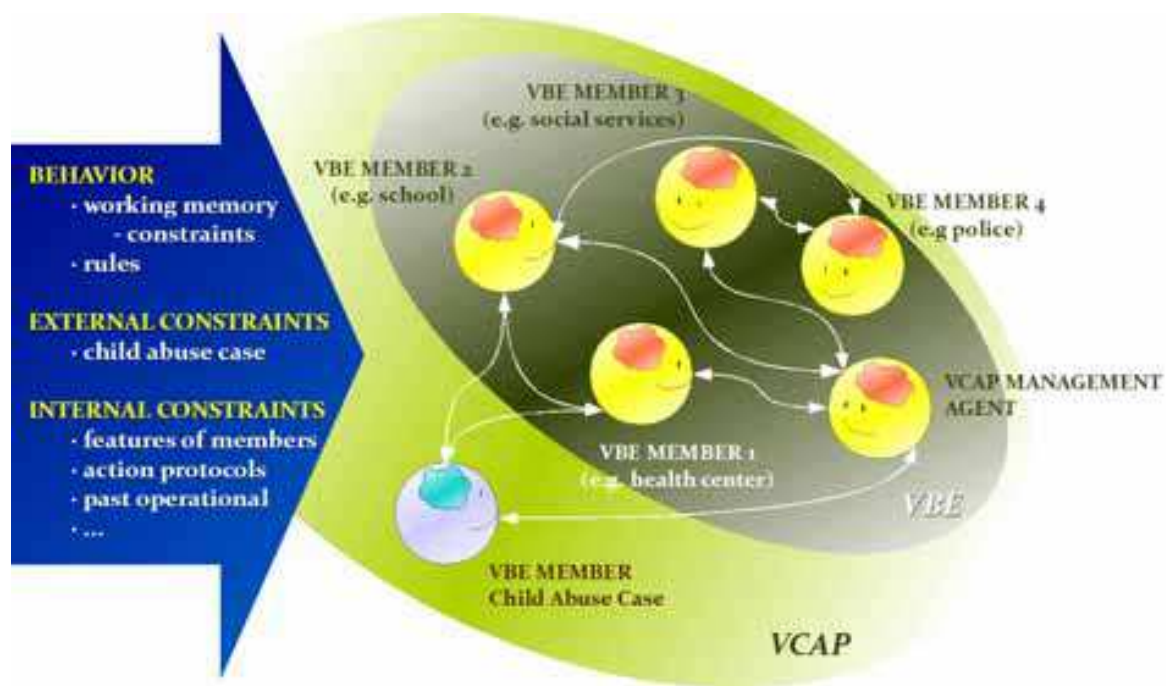 BEHAVIOR
· working memory
- constraints
· rules
EXTERNAL CONSTRAINTS
· child abuse case
INTERNAL CONSTRAINTS
· features of members
· action protocols
· past operational
· ...
VBE MEMBER 3
(e.g. social services)
VBE MEMBER 2
(e.g. school)
VBE MEMBER 4
(e.g police)
VCAP MANAGEMENT
AGENT
VBE MEMBER 1
(e.g. health center)
VBE
VBE MEMBER
Child Abuse Case
VCAP